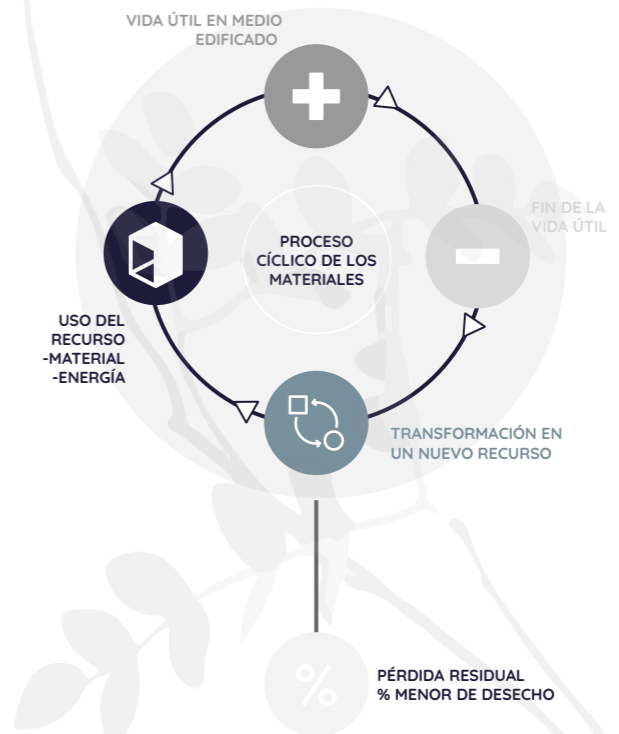 VIDA ÚTIL EN MEDIO
EDIFICADO
FIN DE LA
VIDA ÚTIL
PROCESO
CÍCLICO DE LOS
MATERIALES
USO DEL
RECURSO
-MATERIAL
-ENERGÍA
TRANSFORMACIÓN EN
UN NUEVO RECURSO
%
PÉRDIDA RESIDUAL
% MENOR DE DESECHO